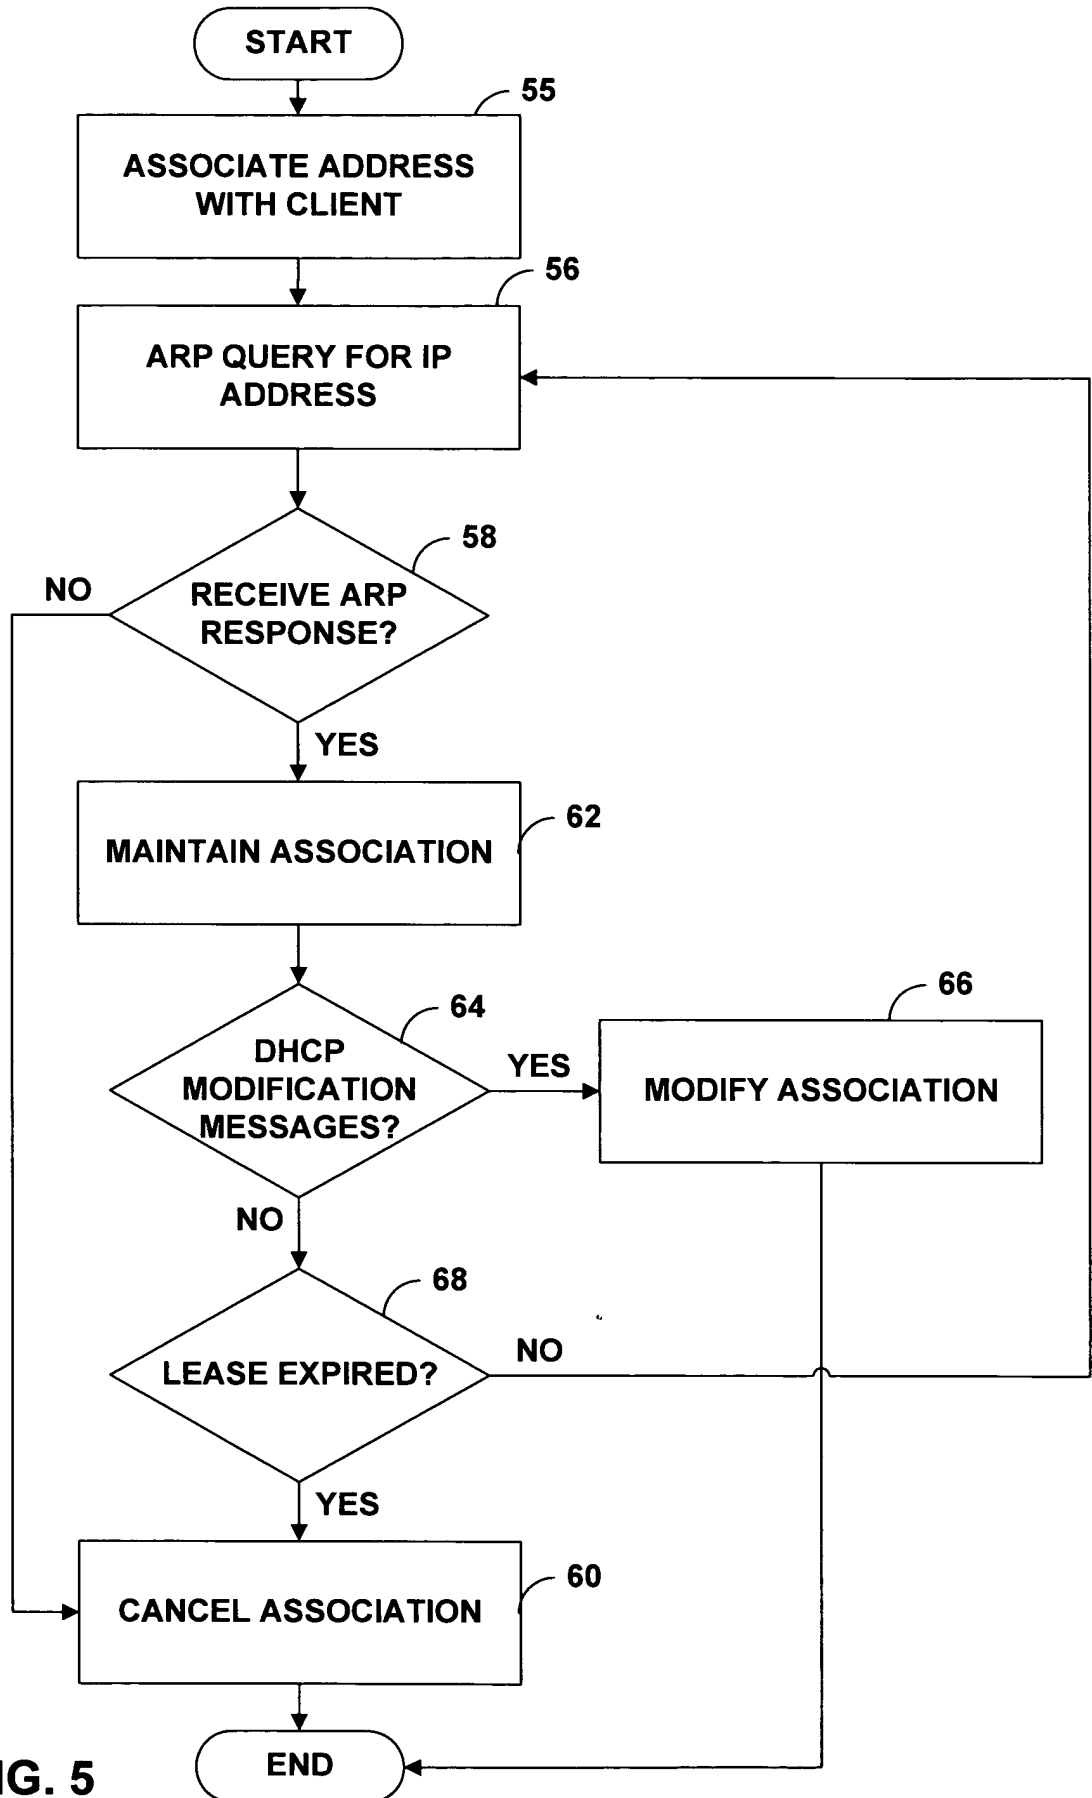 START
55
ASSOCIATE ADDRESS
WITH CLIENT
56
ARP QUERY FOR IP
ADDRESS
58
NO
RECEIVE ARP
RESPONSE?
YES
62
MAINTAIN ASSOCIATION
64
66
DHCP
MODIFICATION
MESSAGES?
YES
MODIFY ASSOCIATION
NO
68
LEASE EXPIRED?
NO
YES
60
CANCEL ASSOCIATION
END
IG. 5